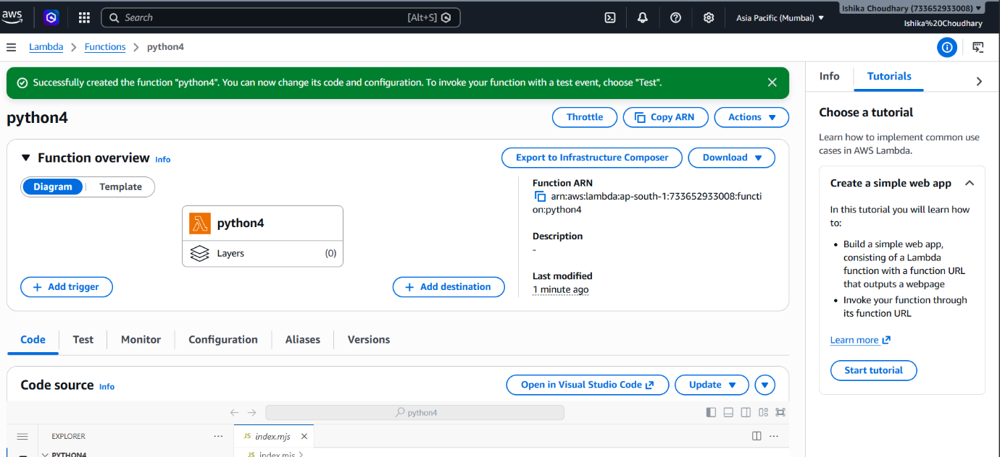 aws
Search
[Alt+S]
Asia Pacific (Mumbai)
Ishika Choudhary (733652933008)
Ishika%20Choudhary
Lambda
Functions
python4
Successfully created the function "python4". You can now change its code and configuration. To invoke your function with a test event, choose "Test".
python4
Throttle
Copy ARN
Actions
Function overview Info
Export to Infrastructure Composer
Download
Diagram
Template
python4
Layers
(0)
Add trigger
Add destination
Function ARN
arn:aws:lambda:ap-south-1:733652933008:functi
on:python4
Description
-
Last modified
1 minute ago
Code
Test
Monitor
Configuration
Aliases
Versions
Code source Info
Open in Visual Studio Code
Update
python4
EXPLORER
JS index.mjs
PYTHON4
JS index.mjs
Info
Tutorials
Choose a tutorial
Learn how to implement common use
cases in AWS Lambda.
Create a simple web app
In this tutorial you will learn how
to:
• Build a simple web app,
consisting of a Lambda
function with a function URL
that outputs a webpage
• Invoke your function through
its function URL
Learn more
Start tutorial